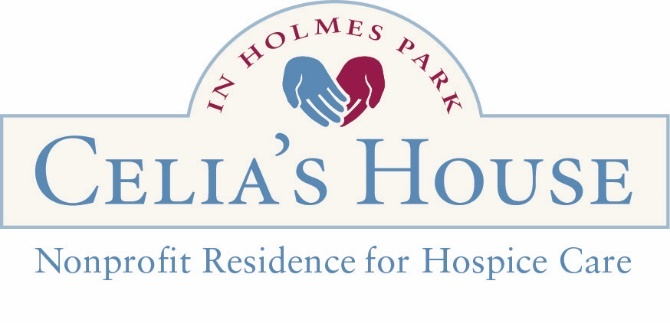 IN HOLMES PARK
CELIA'S HOUSE
Nonprofit Residence for Hospice Care